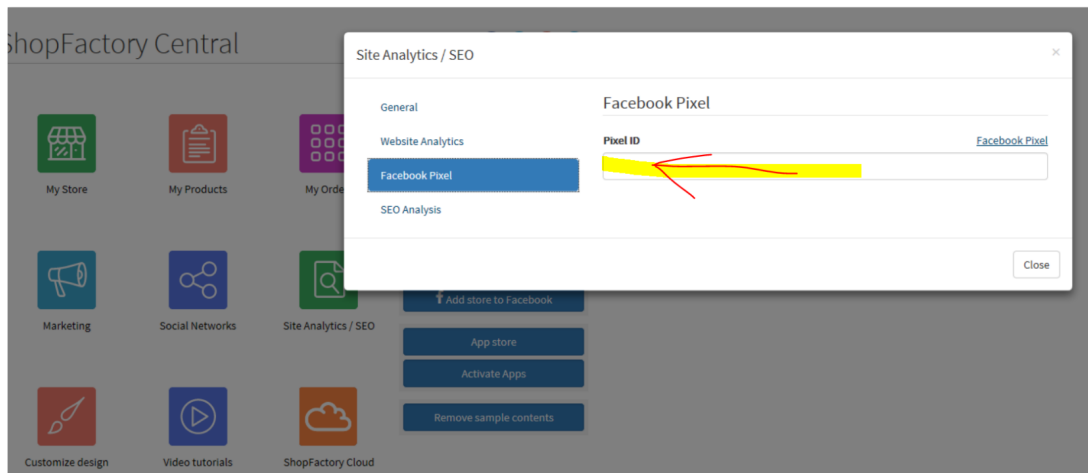 ShopFactory Central
My Store
My Products
My Orde
Marketing
Social Networks
Site Analytics / SEO
Customize design
Video tutorials
ShopFactory Cloud
Add store to Facebook
App store
Activate Apps
Remove sample contents
Site Analytics / SEO
×
General
Website Analytics
Facebook Pixel
SEO Analysis
Facebook Pixel
Pixel ID
Facebook Pixel
Close